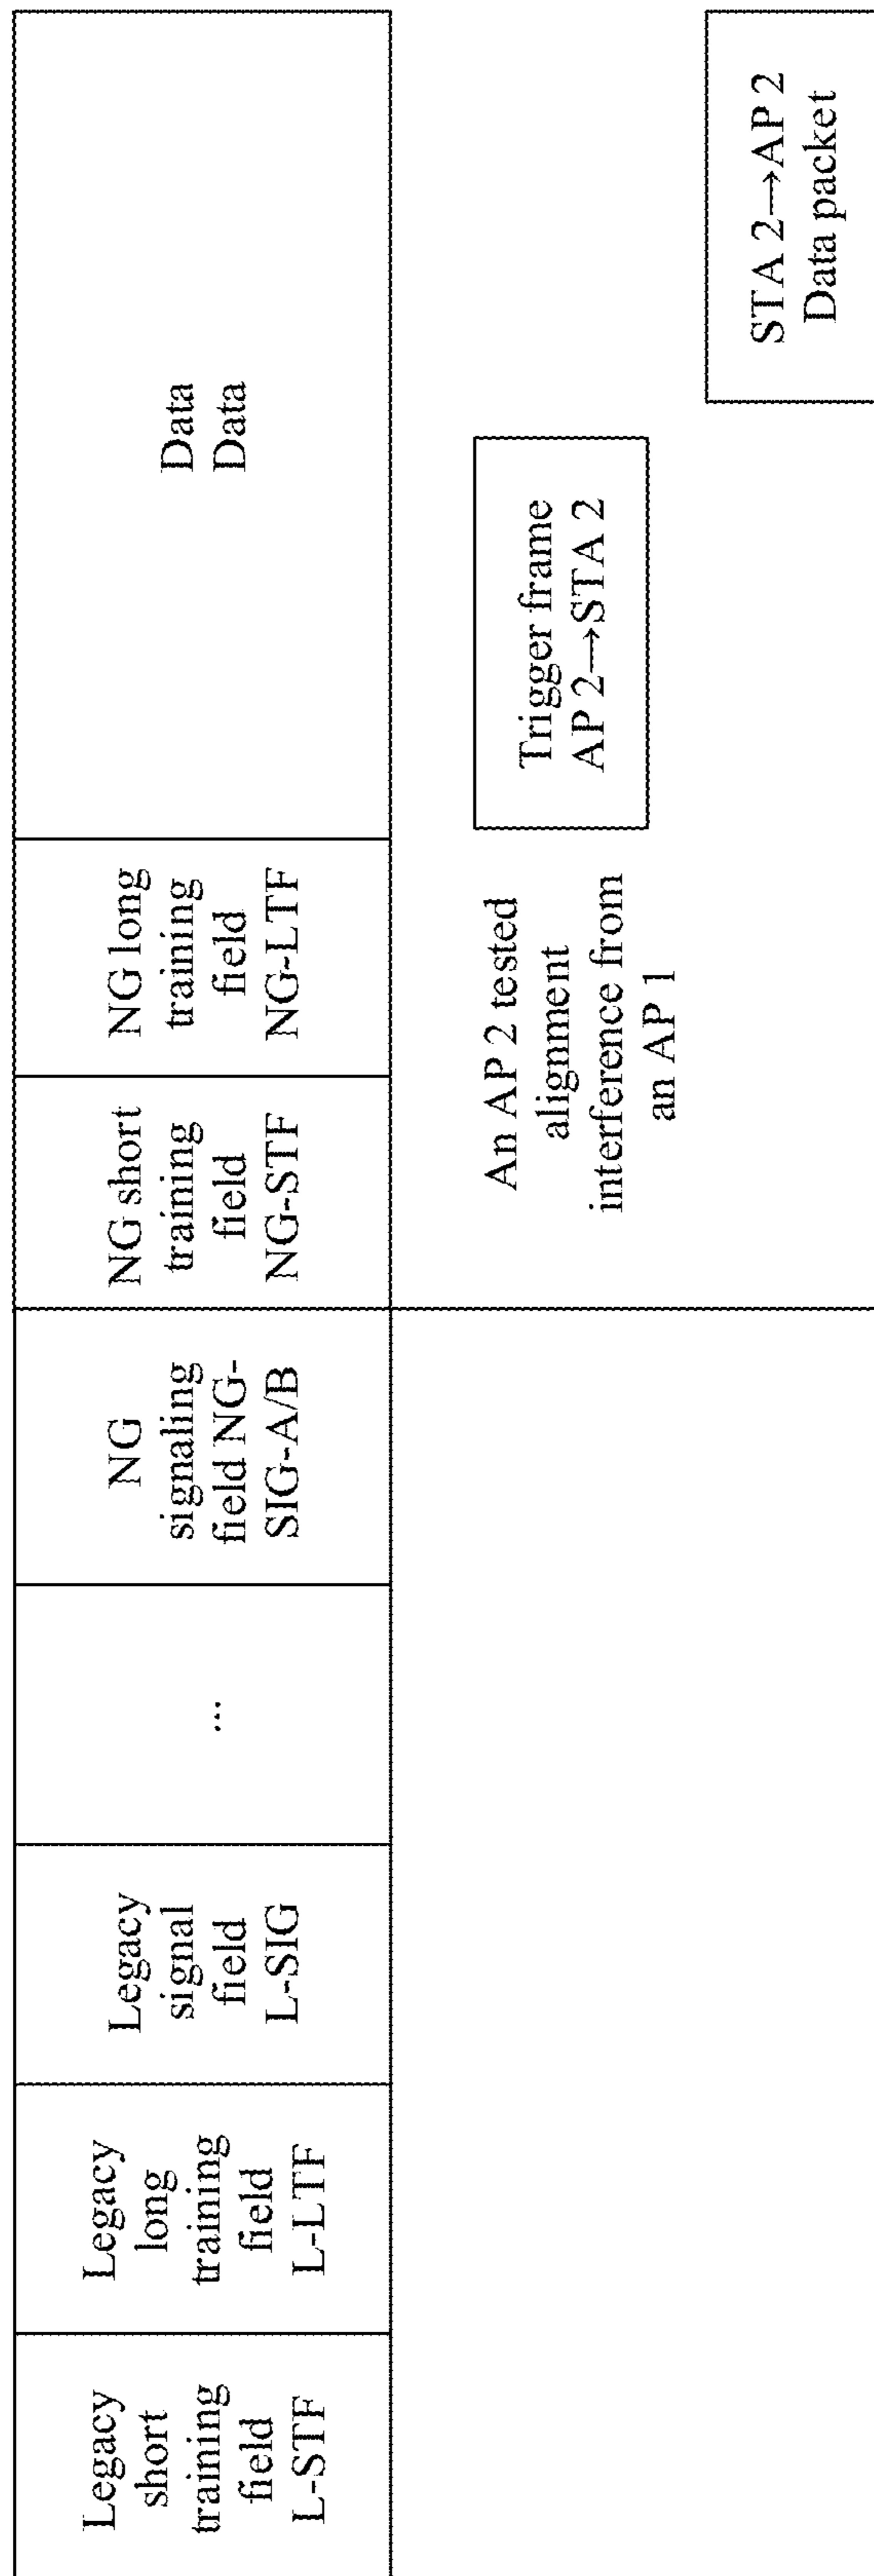 Legacy
short
training
field
L-STF
Legacy
long
training
field
L-LTF
Legacy
signal
field
L-SIG
...
NG
signaling
field NG-
SIG-A/B
NG short
training
field
NG-STF
NG long
training
field
NG-LTF
Data
Data
An AP 2 tested
alignment
interference from
an AP 1
Trigger frame
AP 2→STA 2
STA 2→AP 2
Data packet